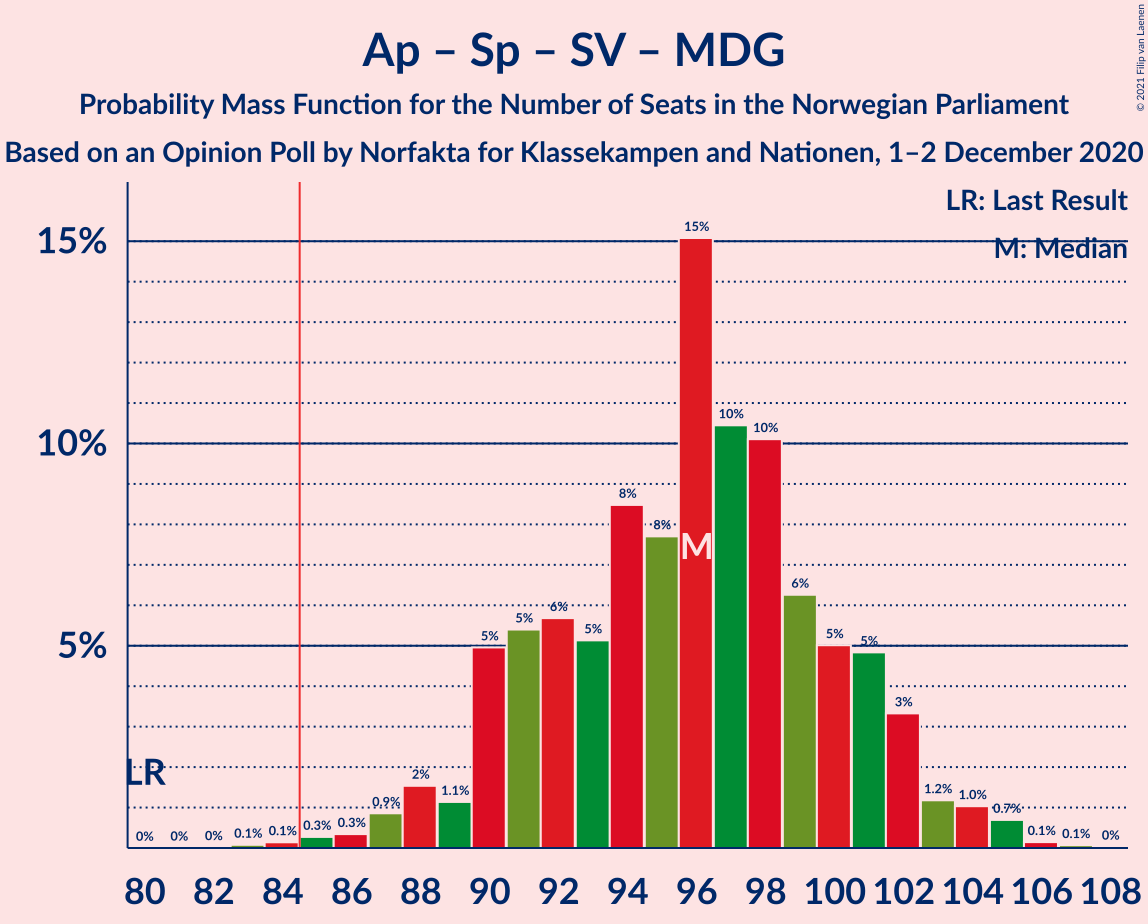 Ap – Sp – SV – MDG
Probability Mass Function for the Number of Seats in the Norwegian Parliament
Based on an Opinion Poll by Norfakta for Klassekampen and Nationen, 1–2 December 2020
© 2021 Filip van Laenen
LR: Last Result
M: Median
15%
10%
5%
LR
M
0% 0% 0% 0.1% 0.1% 0.3% 0.3% 0.9% 2% 1.1% 5% 5% 6% 5% 8% 8% 15% 10% 10% 6% 5% 5% 3% 1.2% 1.0% 0.7% 0.1% 0.1% 0%
80 82 84 86 88 90 92 94 96 98 100 102 104 106 108